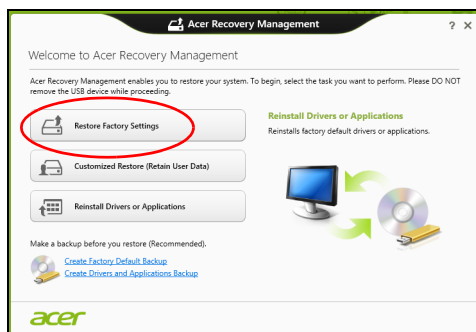 Acer Recovery Management
? ×
Welcome to Acer Recovery Management
Acer Recovery Management enables you to restore your system. To begin, select the task you want to perform. Please DO NOT
remove the USB device while proceeding.
Restore Factory Settings
Customized Restore (Retain User Data)
Reinstall Drivers or Applications
Reinstall Drivers or Applications
Reinstalls factory default drivers or applications.
Make a backup before you restore (Recommended).
Create Factory Default Backup
Create Drivers and Applications Backup
acer